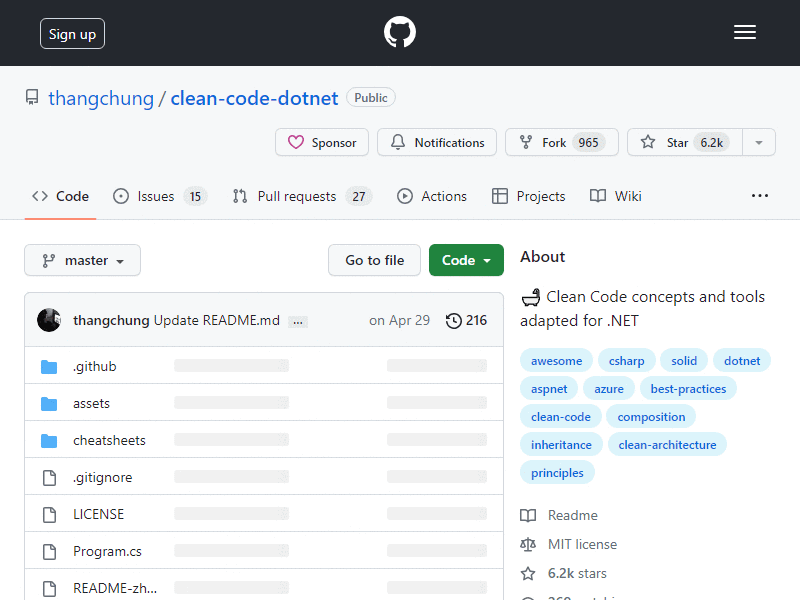 Sign up
thangchung / clean-code-dotnet Public
Sponsor Notifications Fork 965 Star 6.2k
Code Issues 15 Pull requests 27 Actions Projects Wiki
master Go to file Code
thangchung Update README.md ... on Apr 29 216
.github
assets
cheatsheets
.gitignore
LICENSE
Program.cs
README-zh...
About
Clean Code concepts and tools
adapted for .NET
awesome csharp solid dotnet
aspnet azure best-practices
clean-code composition
inheritance clean-architecture
principles
Readme
MIT license
6.2k stars